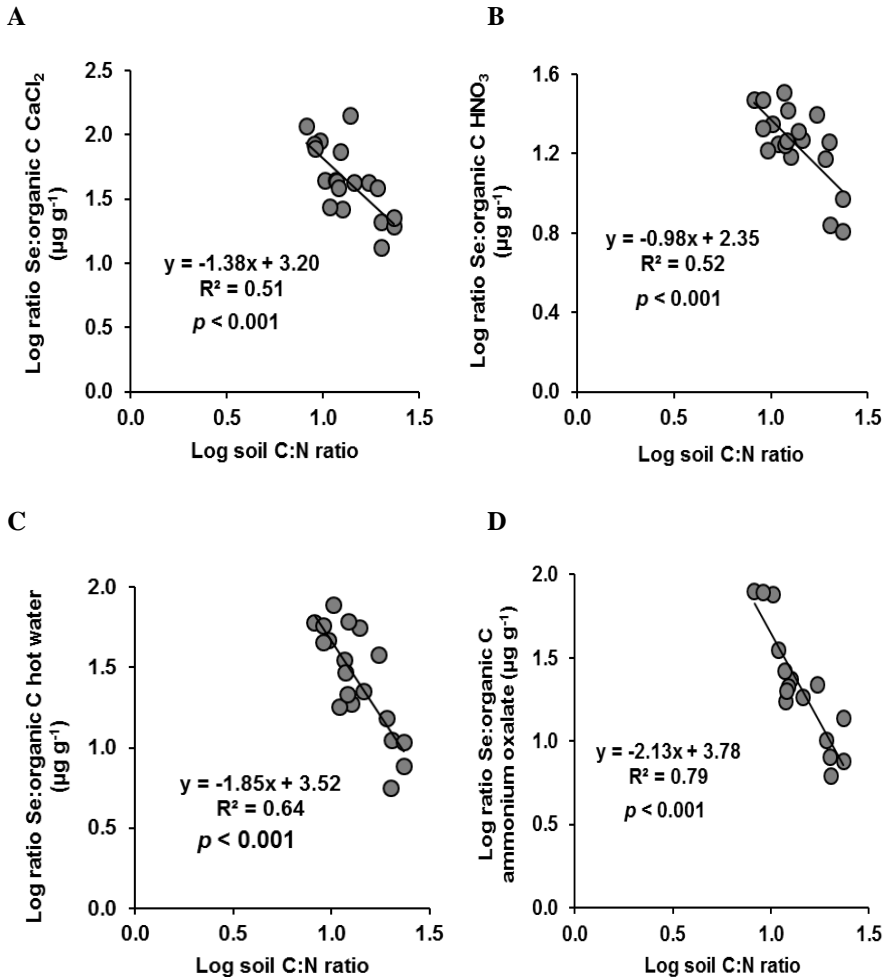 A
Log ratio Se:organic C CaCl₂
(µg g⁻¹)
2.5
2.0
1.5
1.0
0.5
0.0
y = -1.38x + 3.20
R² = 0.51
p < 0.001
0.0 0.5 1.0 1.5
Log soil C:N ratio
B
Log ratio Se:organic C HNO₃
(µg g⁻¹)
1.6
1.2
0.8
0.4
0.0
y = -0.98x + 2.35
R² = 0.52
p < 0.001
0.0 0.5 1.0 1.5
Log soil C:N ratio
C
Log ratio Se:organic C hot water
(µg g⁻¹)
2.0
1.5
1.0
0.5
0.0
y = -1.85x + 3.52
R² = 0.64
p < 0.001
0.0 0.5 1.0 1.5
Log soil C:N ratio
D
Log ratio Se:organic C
ammonium oxalate (µg g⁻¹)
2.0
1.5
1.0
0.5
0.0
y = -2.13x + 3.78
R² = 0.79
p < 0.001
0.0 0.5 1.0 1.5
Log soil C:N ratio